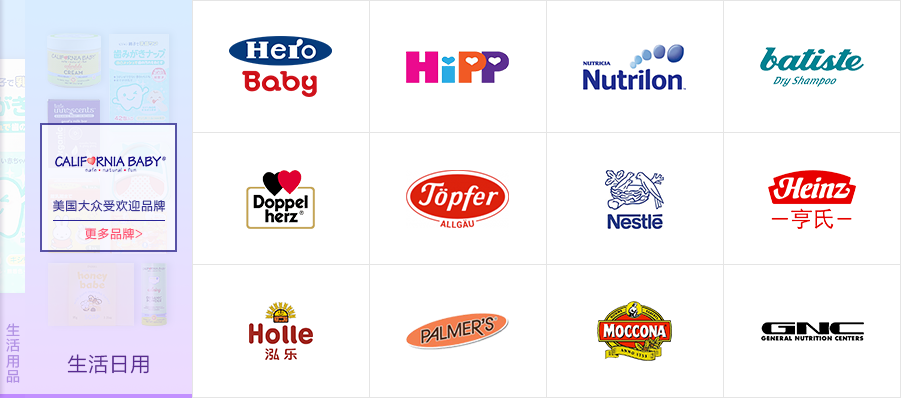 CALIFORNIA BABY®
safe • natural • fun
美国大众受欢迎品牌
更多品牌>
生活用品
生活日用
Hero
Baby
HiPP
NUTRICIA
Nutrilon
batiste
Dry Shampoo
Doppel
herz®
Töpfer
ALLGÄU
Nestlé
Heinz
亨氏
Holle
泓乐
PALMER'S®
MOCCONA
GNC
GENERAL NUTRITION CENTERS